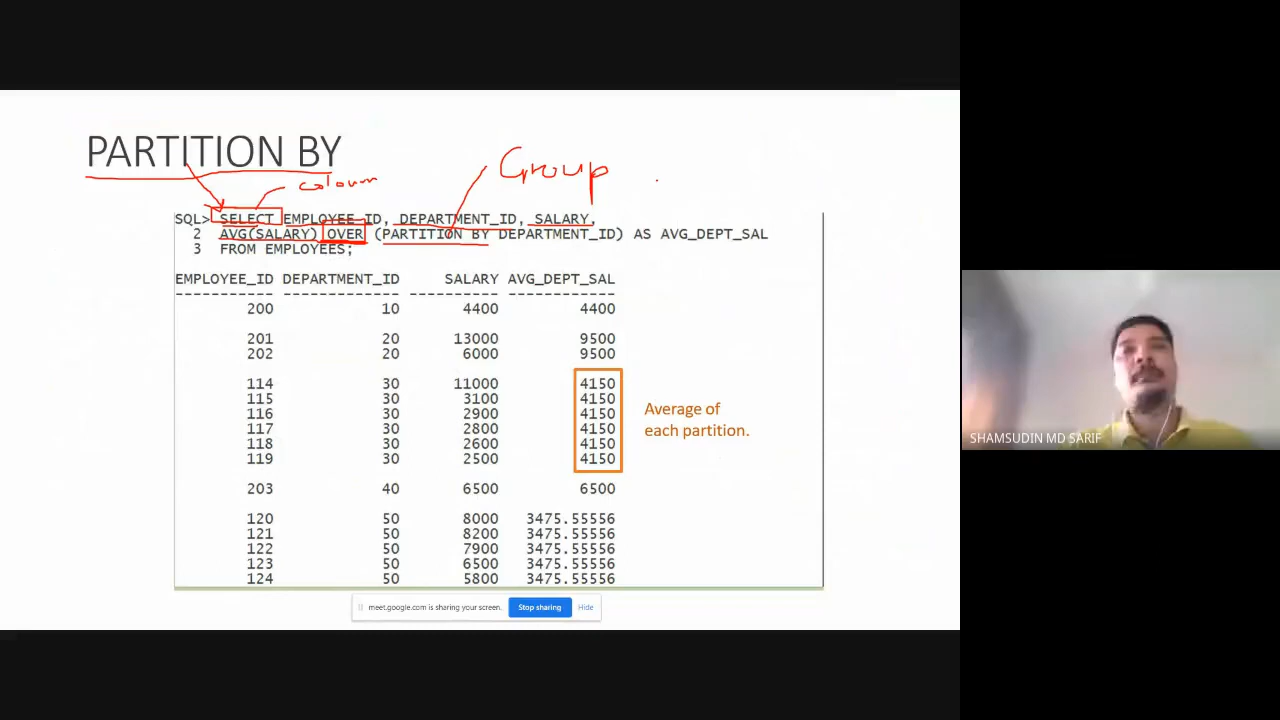 PARTITION BY
Group
Coloum
SQL> SELECT EMPLOYEE_ID, DEPARTMENT_ID, SALARY,
2 AVG(SALARY) OVER (PARTITION BY DEPARTMENT_ID) AS AVG_DEPT_SAL
3 FROM EMPLOYEES;
EMPLOYEE_ID DEPARTMENT_ID SALARY AVG_DEPT_SAL
----------- ------------- ---------- ------------
200 10 4400 4400
201 20 13000 9500
202 20 6000 9500
114 30 11000 4150
115 30 3100 4150
116 30 2900 4150
117 30 2800 4150
118 30 2600 4150
119 30 2500 4150
Average of
each partition.
203 40 6500 6500
120 50 8000 3475.55556
121 50 8200 3475.55556
122 50 7900 3475.55556
123 50 6500 3475.55556
124 50 5800 3475.55556
meet.google.com is sharing your screen. Stop sharing Hide
SHAMSUDIN MD SARIF